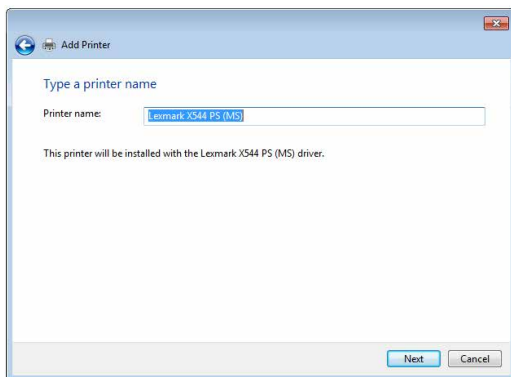 Add Printer
Type a printer name
Printer name: Lexmark X544 PS (MS)
This printer will be installed with the Lexmark X544 PS (MS) driver.
Next Cancel